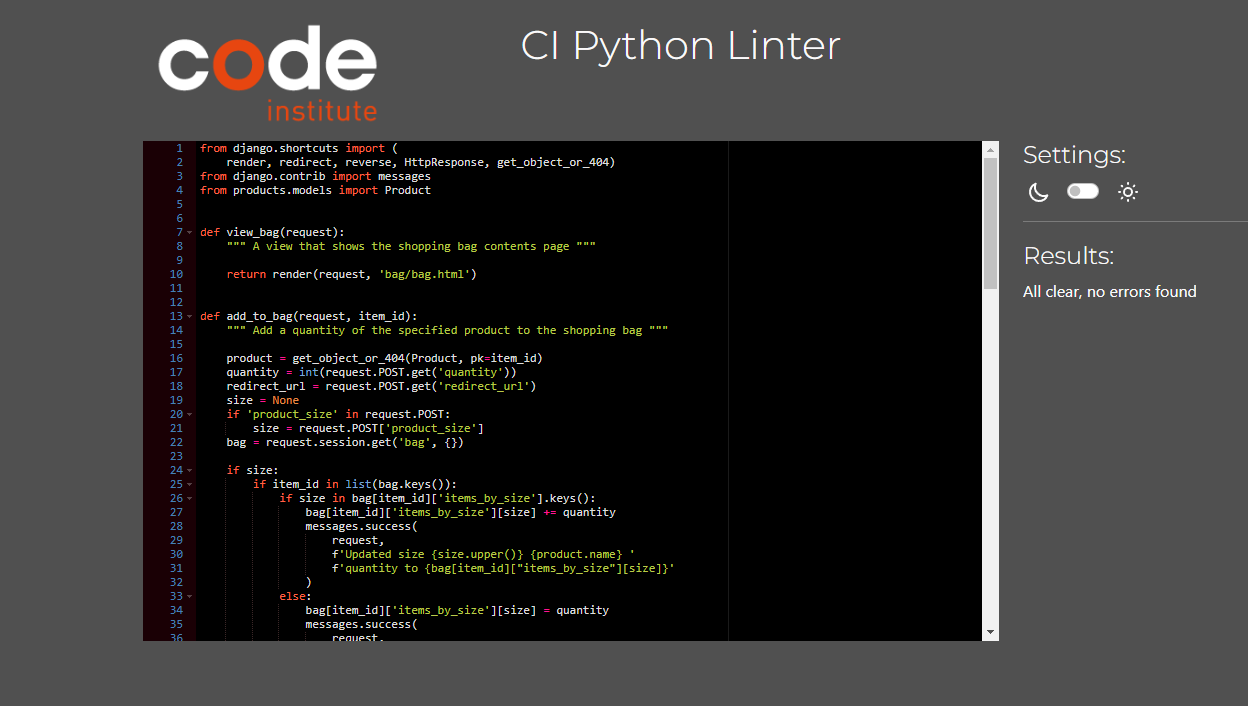 code
institute
CI Python Linter
1 from django.shortcuts import (
2     render, redirect, reverse, HttpResponse, get_object_or_404)
3 from django.contrib import messages
4 from products.models import Product
5
6
7 def view_bag(request):
8     """ A view that shows the shopping bag contents page """
9
10     return render(request, 'bag/bag.html')
11
12
13 def add_to_bag(request, item_id):
14     """ Add a quantity of the specified product to the shopping bag """
15
16     product = get_object_or_404(Product, pk=item_id)
17     quantity = int(request.POST.get('quantity'))
18     redirect_url = request.POST.get('redirect_url')
19     size = None
20     if 'product_size' in request.POST:
21         size = request.POST['product_size']
22     bag = request.session.get('bag', {})
23
24     if size:
25         if item_id in list(bag.keys()):
26             if size in bag[item_id]['items_by_size'].keys():
27                 bag[item_id]['items_by_size'][size] += quantity
28                 messages.success(
29                     request,
30                     f'Updated size {size.upper()} {product.name} '
31                     f'quantity to {bag[item_id]["items_by_size"][size]}'
32                 )
33             else:
34                 bag[item_id]['items_by_size'][size] = quantity
35                 messages.success(
36                     request,
Settings:
Results:
All clear, no errors found